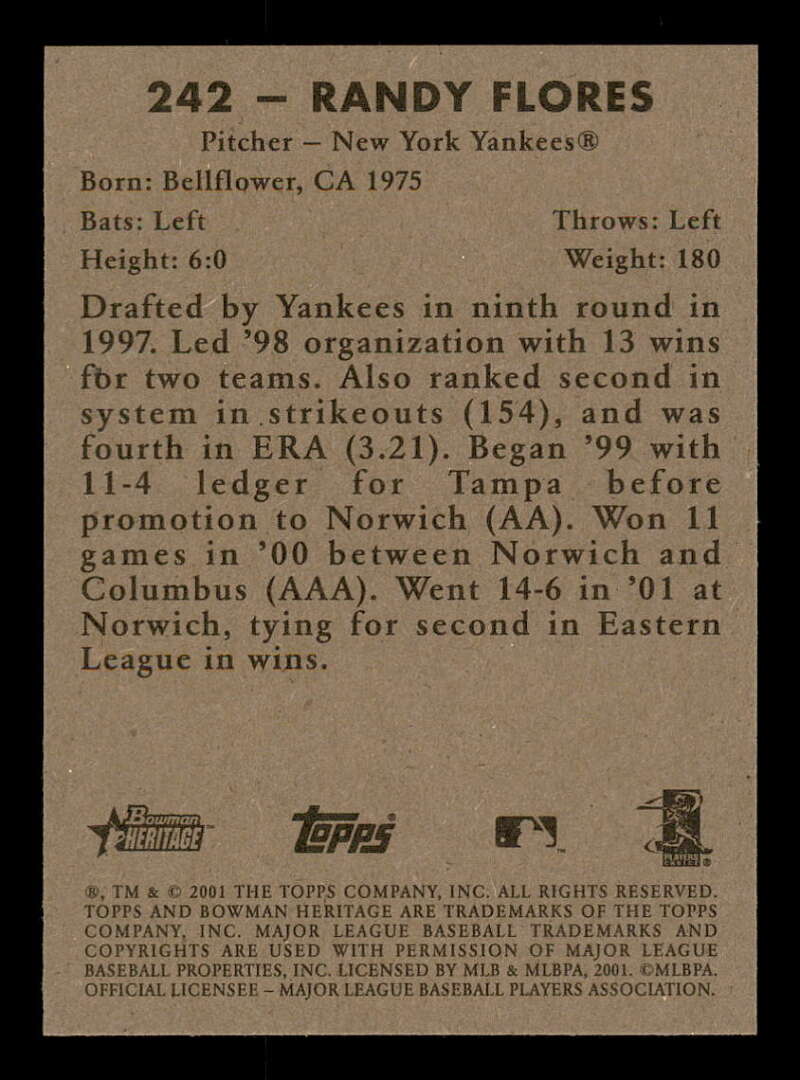 242 – RANDY FLORES
Pitcher – New York Yankees®
Born: Bellflower, CA 1975
Bats: Left Throws: Left
Height: 6:0 Weight: 180
Drafted by Yankees in ninth round in
1997. Led ’98 organization with 13 wins
for two teams. Also ranked second in
system in strikeouts (154), and was
fourth in ERA (3.21). Began ’99 with
11-4 ledger for Tampa before
promotion to Norwich (AA). Won 11
games in ’00 between Norwich and
Columbus (AAA). Went 14-6 in ’01 at
Norwich, tying for second in Eastern
League in wins.
Bowman
HERITAGE
Topps
TM
PLAYERS
CHOICE ®
®, TM & © 2001 THE TOPPS COMPANY, INC. ALL RIGHTS RESERVED.
TOPPS AND BOWMAN HERITAGE ARE TRADEMARKS OF THE TOPPS
COMPANY, INC. MAJOR LEAGUE BASEBALL TRADEMARKS AND
COPYRIGHTS ARE USED WITH PERMISSION OF MAJOR LEAGUE
BASEBALL PROPERTIES, INC. LICENSED BY MLB & MLBPA, 2001. ©MLBPA.
OFFICIAL LICENSEE – MAJOR LEAGUE BASEBALL PLAYERS ASSOCIATION.